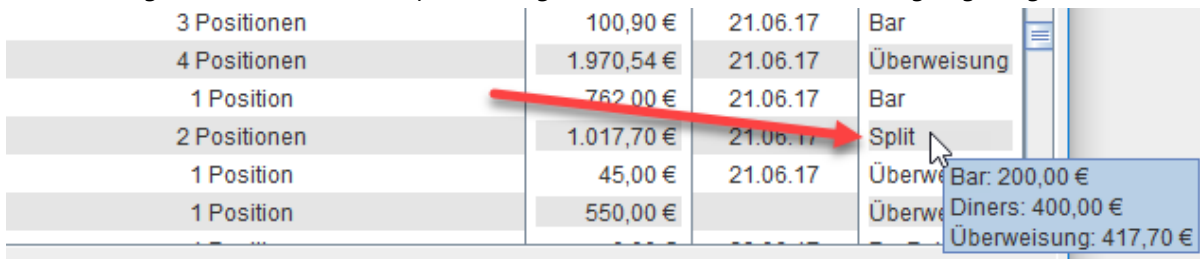 3 Positionen 100,90 € 21.06.17 Bar
4 Positionen 1.970,54 € 21.06.17 Überweisung
1 Position 762,00 € 21.06.17 Bar
2 Positionen 1.017,70 € 21.06.17 Split
1 Position 45,00 € 21.06.17
1 Position 550,00 €
Bar: 200,00 €
Diners: 400,00 €
Überweisung: 417,70 €